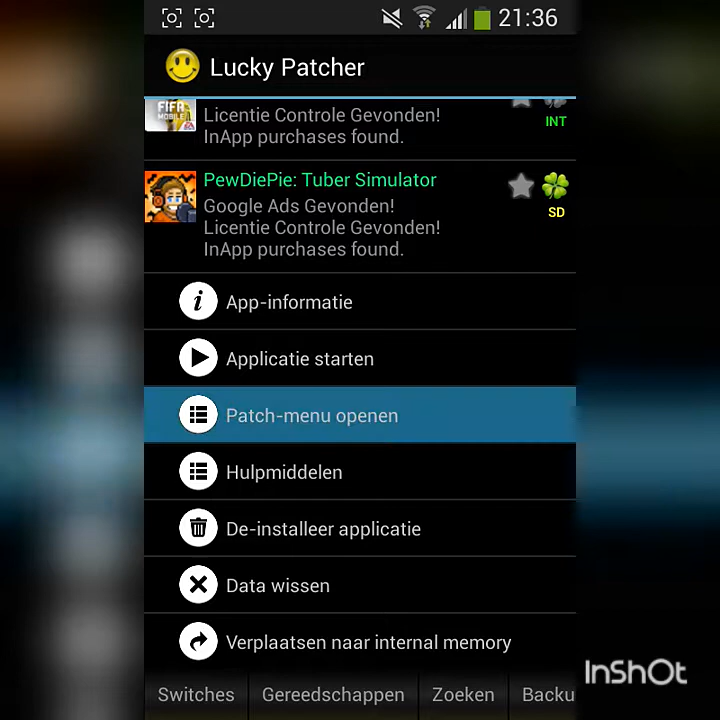 21:36
Lucky Patcher
FIFA
MOBILE
Licentie Controle Gevonden!
InApp purchases found.
INT
PewDiePie: Tuber Simulator
Google Ads Gevonden!
Licentie Controle Gevonden!
InApp purchases found.
SD
App-informatie
Applicatie starten
Patch-menu openen
Hulpmiddelen
De-installeer applicatie
Data wissen
Verplaatsen naar internal memory
InShOt
Switches Gereedschappen Zoeken Backu